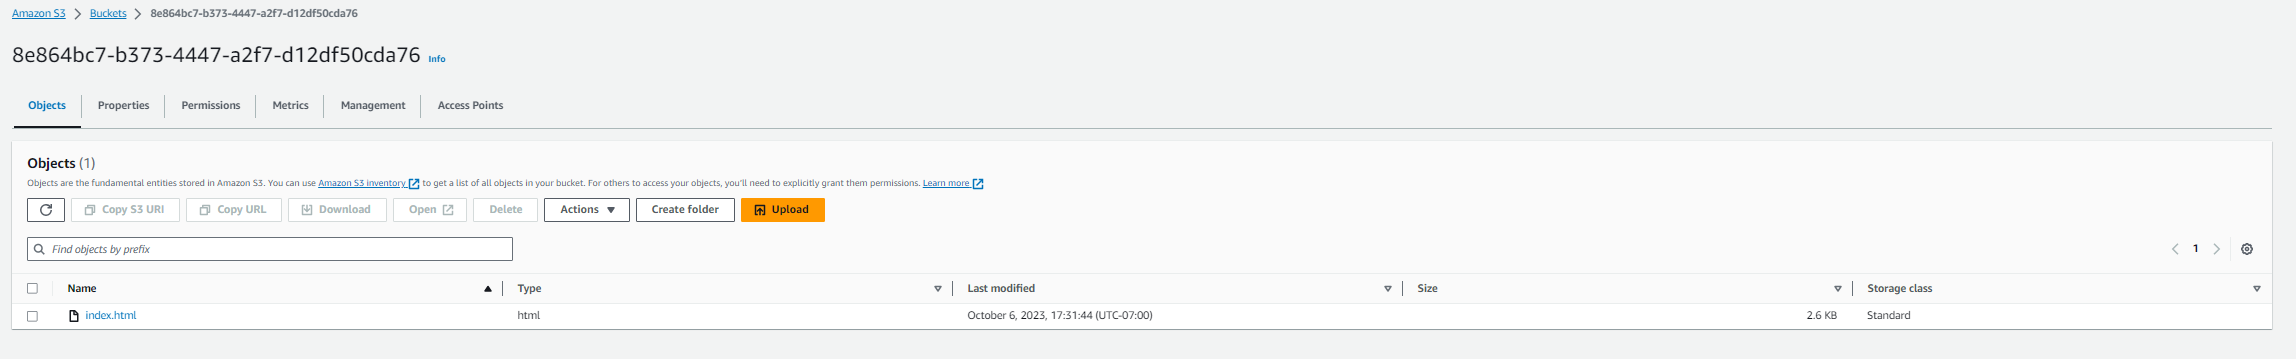 Amazon S3 > Buckets > 8e864bc7-b373-4447-a2f7-d12df50cda76
8e864bc7-b373-4447-a2f7-d12df50cda76 Info
Objects Properties Permissions Metrics Management Access Points
Objects (1)
Objects are the fundamental entities stored in Amazon S3. You can use Amazon S3 inventory to get a list of all objects in your bucket. For others to access your objects, you'll need to explicitly grant them permissions. Learn more
Copy S3 URI Copy URL Download Open Delete Actions Create folder Upload
Find objects by prefix 1
Name Type Last modified Size Storage class
index.html html October 6, 2023, 17:31:44 (UTC-07:00) 2.6 KB Standard